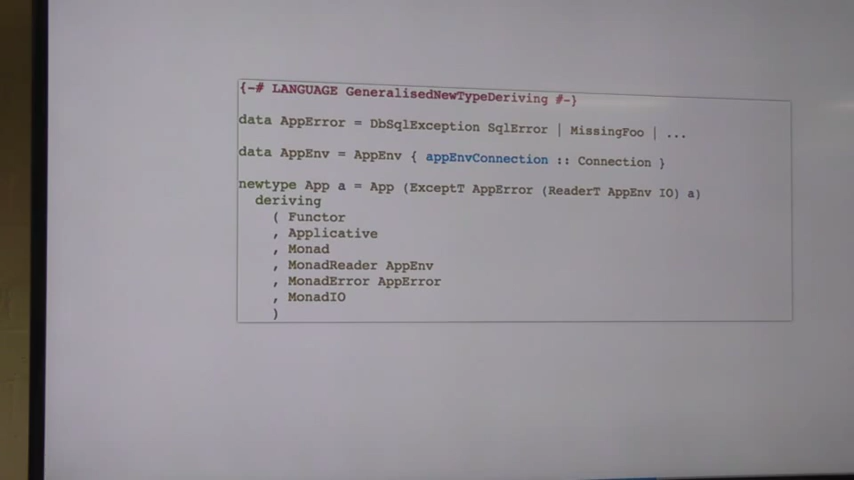 {-# LANGUAGE GeneralisedNewTypeDeriving #-}
data AppError = DbSqlException SqlError | MissingFoo | ...
data AppEnv = AppEnv { appEnvConnection :: Connection }
newtype App a = App (ExceptT AppError (ReaderT AppEnv IO) a)
deriving
( Functor
, Applicative
, Monad
, MonadReader AppEnv
, MonadError AppError
, MonadIO
)